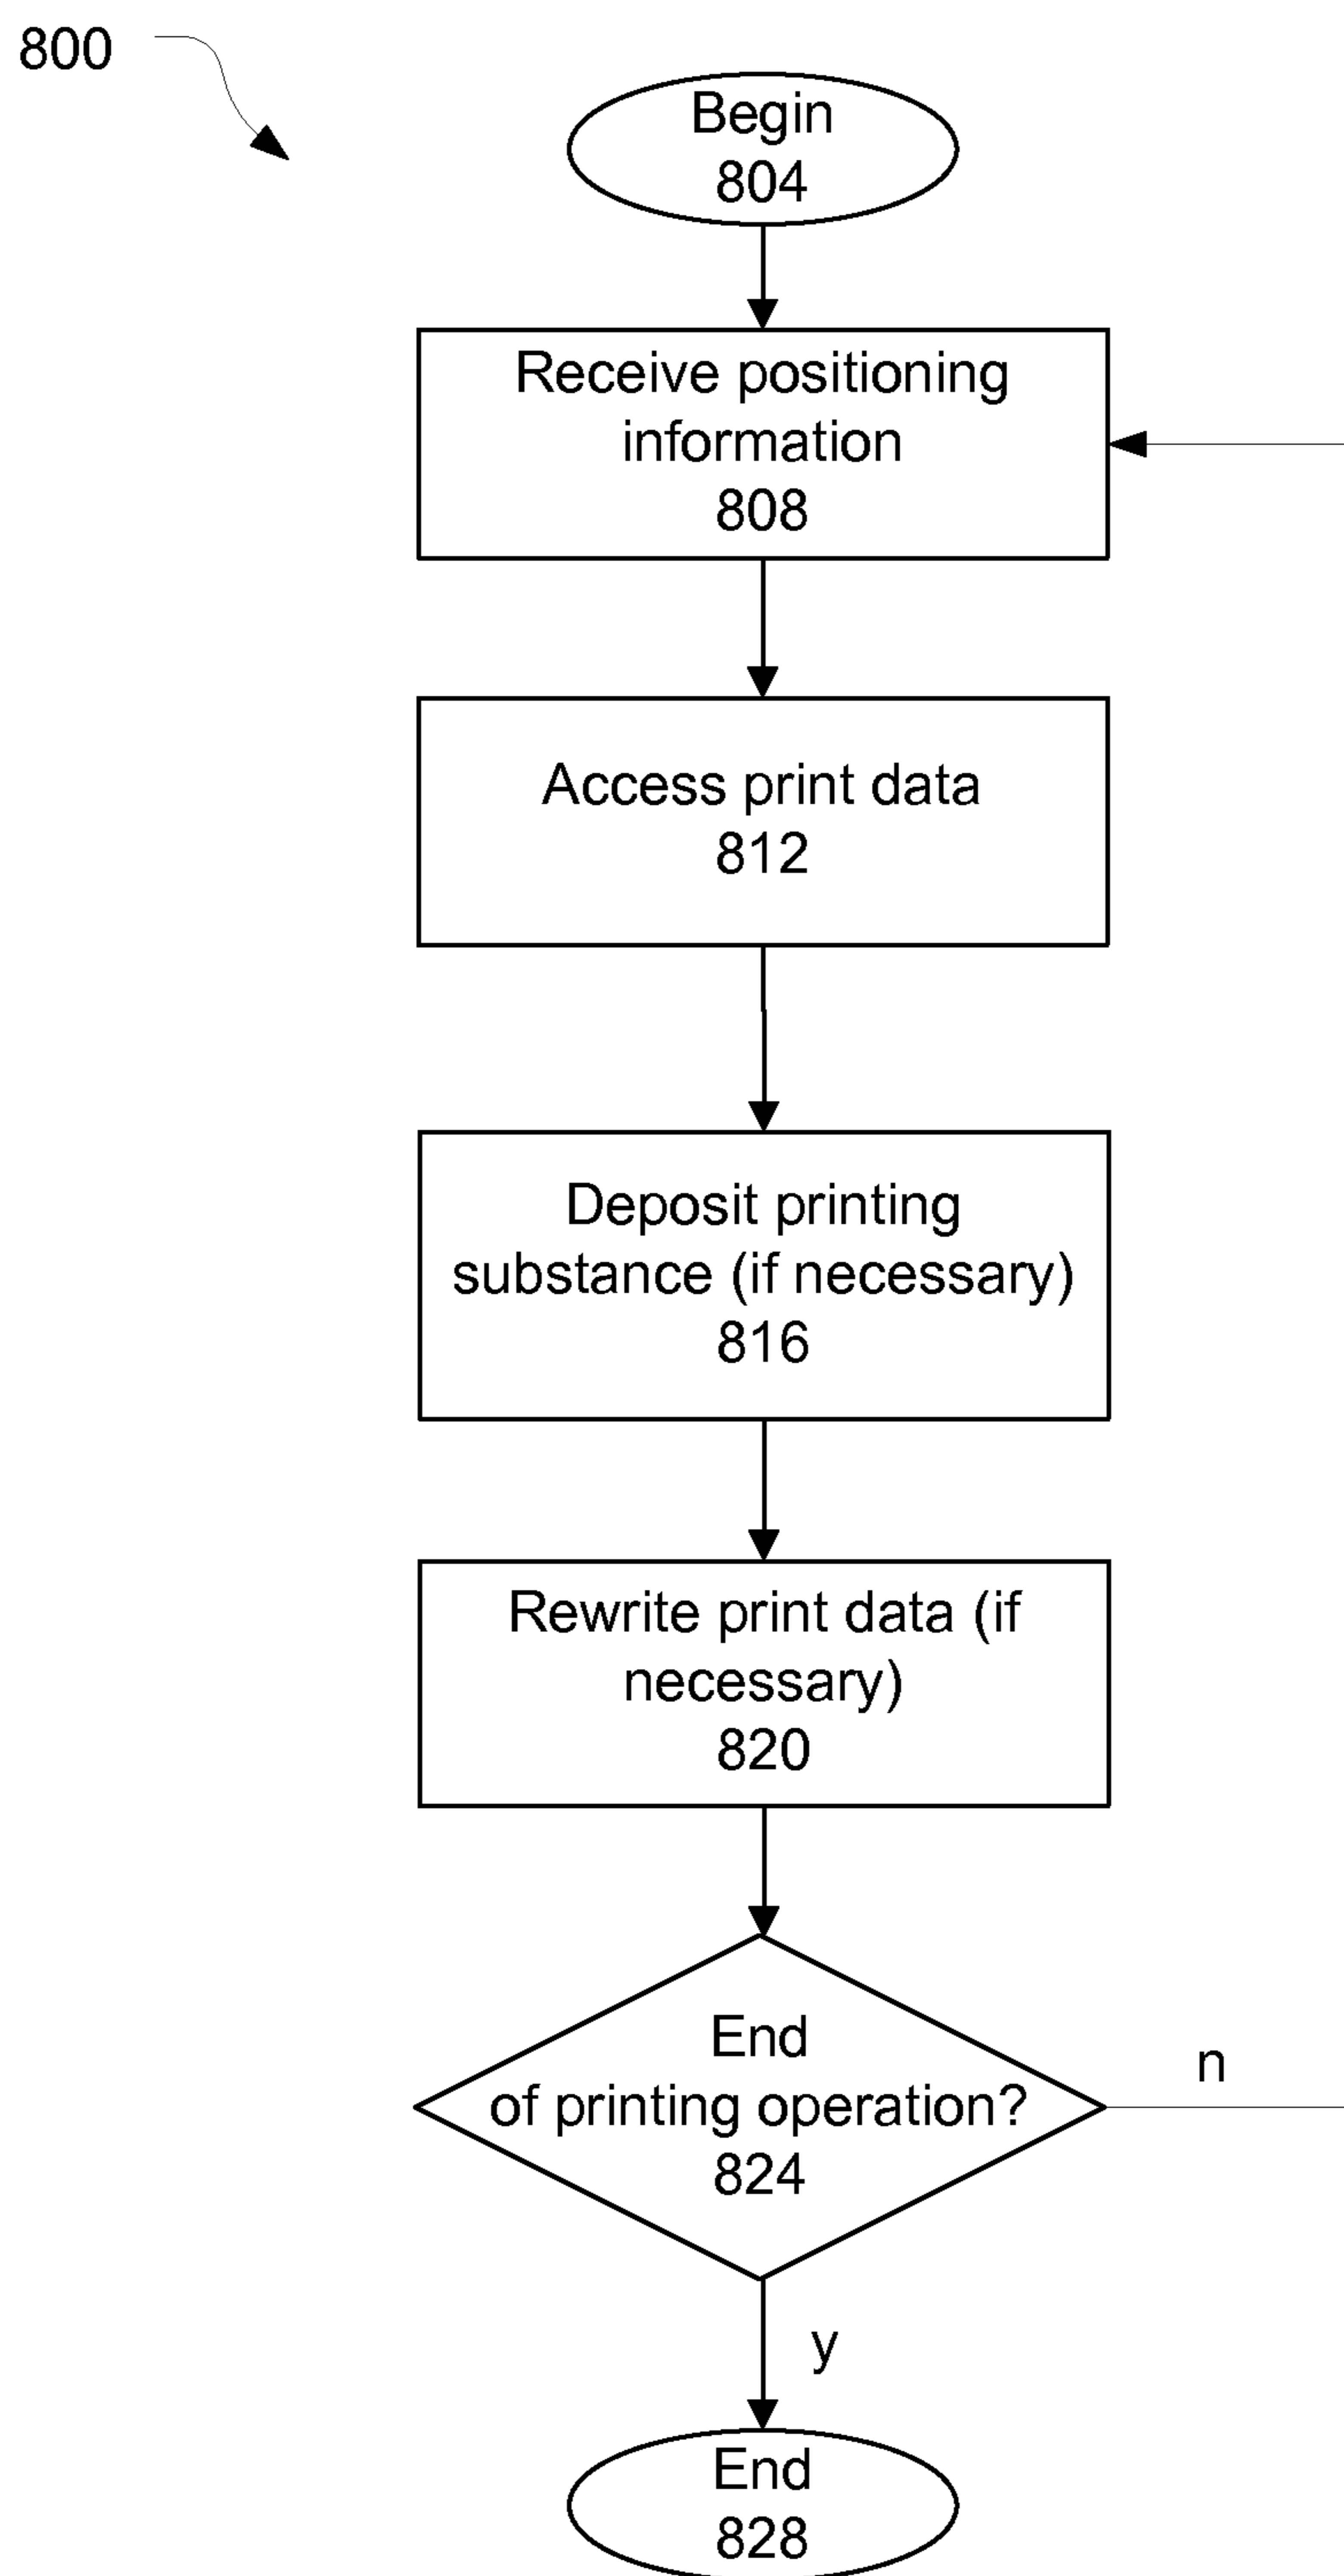 800
Begin
804
Receive positioning
information
808
Access print data
812
Deposit printing
substance (if necessary)
816
Rewrite print data (if
necessary)
820
End
of printing operation?
824
n
y
End
828